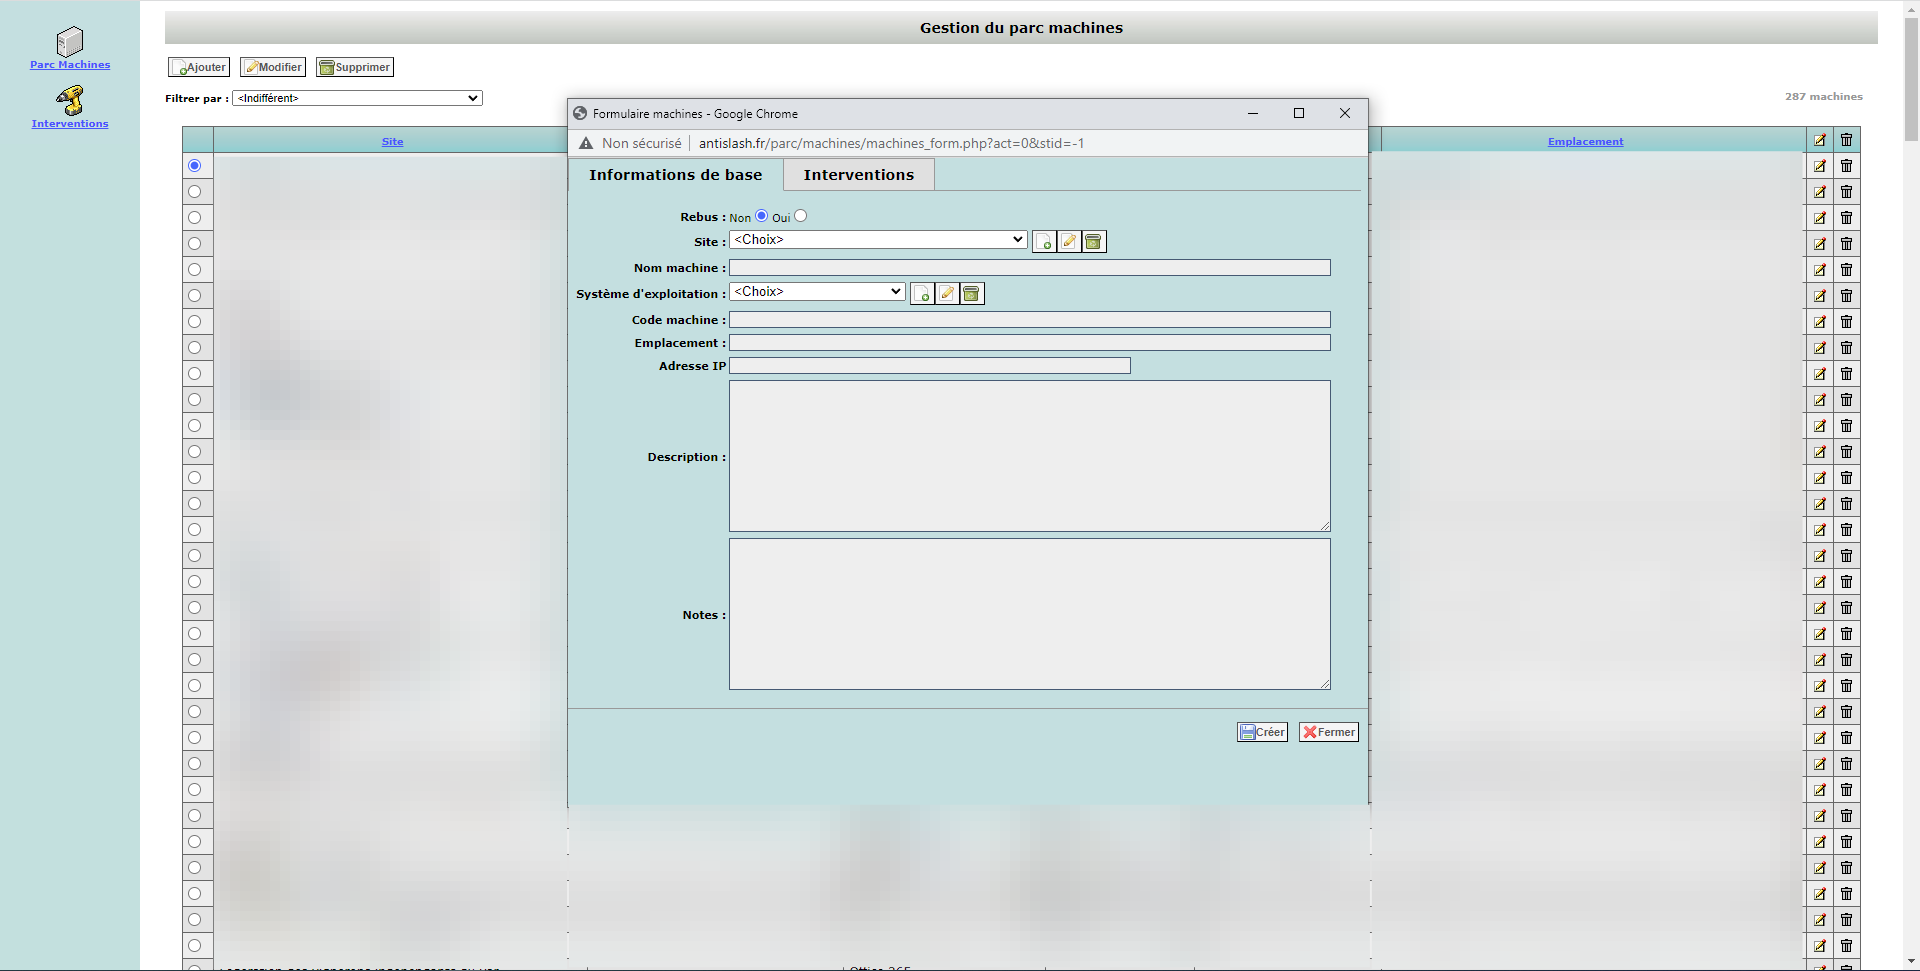 Gestion du parc machines
Parc Machines
Interventions
Ajouter Modifier Supprimer
Filtrer par : <Indifférent>
287 machines
Site
Emplacement
Formulaire machines - Google Chrome
Non sécurisé antislash.fr/parc/machines/machines_form.php?act=0&stid=-1
Informations de base Interventions
Rebus : Non Oui
Site : <Choix>
Nom machine :
Système d'exploitation : <Choix>
Code machine :
Emplacement :
Adresse IP
Description :
Notes :
Créer Fermer